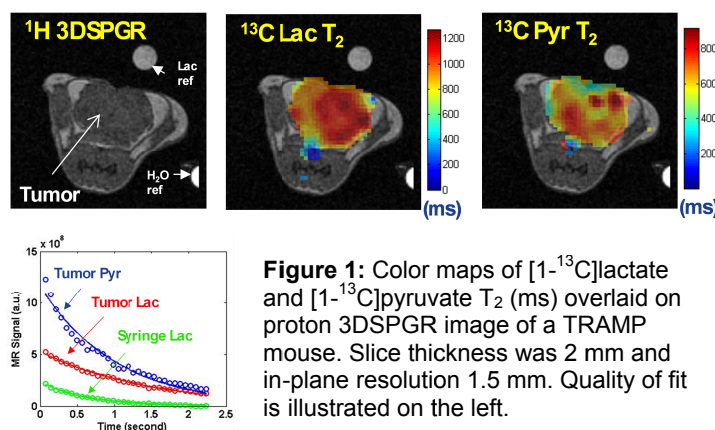 ¹H 3DSPGR
Lac
ref
Tumor
H₂O
ref
¹³C Lac T₂
1200
1000
800
600
400
200
0
(ms)
¹³C Pyr T₂
800
600
400
200
(ms)
x 10⁸
15
10
5
0
MR Signal (a.u.)
Tumor Pyr
Tumor Lac
Syringe Lac
0 0.5 1 1.5 2 2.5
Time (second)
Figure 1: Color maps of [1-¹³C]lactate
and [1-¹³C]pyruvate T₂ (ms) overlaid on
proton 3DSPGR image of a TRAMP
mouse. Slice thickness was 2 mm and
in-plane resolution 1.5 mm. Quality of fit
is illustrated on the left.